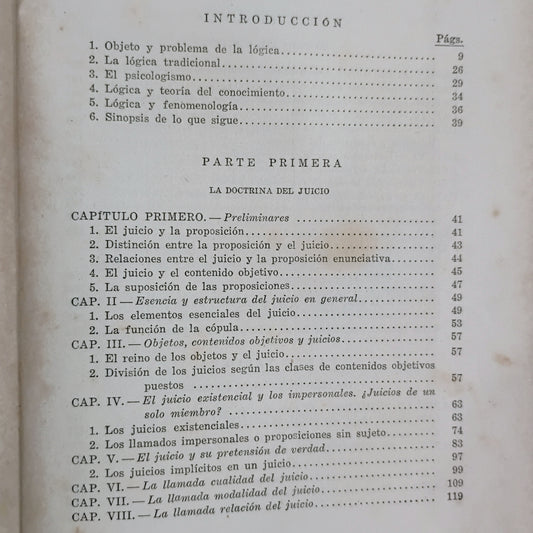 INTRODUCCIÓN
Págs.
1. Objeto y problema de la lógica 9
2. La lógica tradicional 26
3. El psicologismo 29
4. Lógica y teoría del conocimiento 34
5. Lógica y fenomenología 36
6. Sinopsis de lo que sigue 39
PARTE PRIMERA
LA DOCTRINA DEL JUICIO
CAPÍTULO PRIMERO. — Preliminares 41
1. El juicio y la proposición 41
2. Distinción entre la proposición y el juicio 43
3. Relaciones entre el juicio y la proposición enunciativa 44
4. El juicio y el contenido objetivo 45
5. La suposición de las proposiciones 47
CAP. II — Esencia y estructura del juicio en general 49
1. Los elementos esenciales del juicio 49
2. La función de la cópula 53
CAP. III. — Objetos, contenidos objetivos y juicios 57
1. El reino de los objetos y el juicio 57
2. División de los juicios según las clases de contenidos objetivos
puestos 57
CAP. IV. — El juicio existencial y los impersonales. ¿Juicios de un
solo miembro? 63
1. Los juicios existenciales 63
2. Los llamados impersonales o proposiciones sin sujeto 74
CAP. V. — El juicio y su pretensión de verdad 83
2. Los juicios implícitos en un juicio 97
CAP. VI. — La llamada cualidad del juicio 99
CAP. VII. — La llamada modalidad del juicio 109
CAP. VIII. — La llamada relación del juicio 119